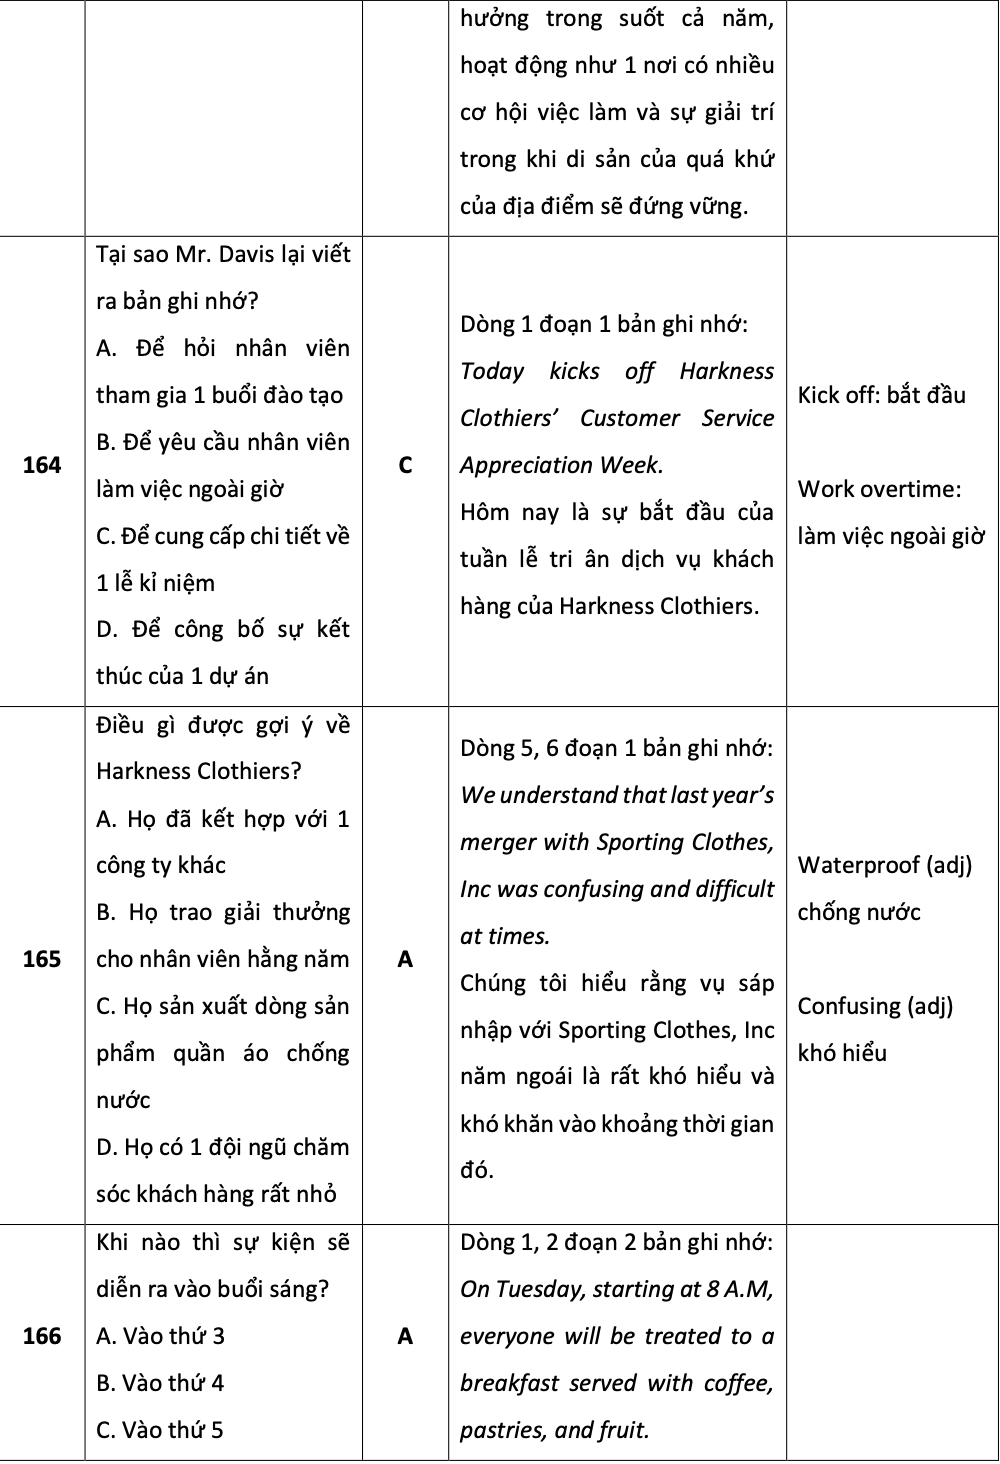 hưởng trong suốt cả năm,
hoạt động như 1 nơi có nhiều
cơ hội việc làm và sự giải trí
trong khi di sản của quá khứ
của địa điểm sẽ đứng vững.
164
Tại sao Mr. Davis lại viết
ra bản ghi nhớ?
A. Để hỏi nhân viên
tham gia 1 buổi đào tạo
B. Để yêu cầu nhân viên
làm việc ngoài giờ
C. Để cung cấp chi tiết về
1 lễ kỉ niệm
D. Để công bố sự kết
thúc của 1 dự án
C
Dòng 1 đoạn 1 bản ghi nhớ:
Today kicks off Harkness
Clothiers’ Customer Service
Appreciation Week.
Hôm nay là sự bắt đầu của
tuần lễ tri ân dịch vụ khách
hàng của Harkness Clothiers.
Kick off: bắt đầu
Work overtime:
làm việc ngoài giờ
165
Điều gì được gợi ý về
Harkness Clothiers?
A. Họ đã kết hợp với 1
công ty khác
B. Họ trao giải thưởng
cho nhân viên hằng năm
C. Họ sản xuất dòng sản
phẩm quần áo chống
nước
D. Họ có 1 đội ngũ chăm
sóc khách hàng rất nhỏ
A
Dòng 5, 6 đoạn 1 bản ghi nhớ:
We understand that last year’s
merger with Sporting Clothes,
Inc was confusing and difficult
at times.
Chúng tôi hiểu rằng vụ sáp
nhập với Sporting Clothes, Inc
năm ngoái là rất khó hiểu và
khó khăn vào khoảng thời gian
đó.
Waterproof (adj)
chống nước
Confusing (adj)
khó hiểu
166
Khi nào thì sự kiện sẽ
diễn ra vào buổi sáng?
A. Vào thứ 3
B. Vào thứ 4
C. Vào thứ 5
A
Dòng 1, 2 đoạn 2 bản ghi nhớ:
On Tuesday, starting at 8 A.M,
everyone will be treated to a
breakfast served with coffee,
pastries, and fruit.